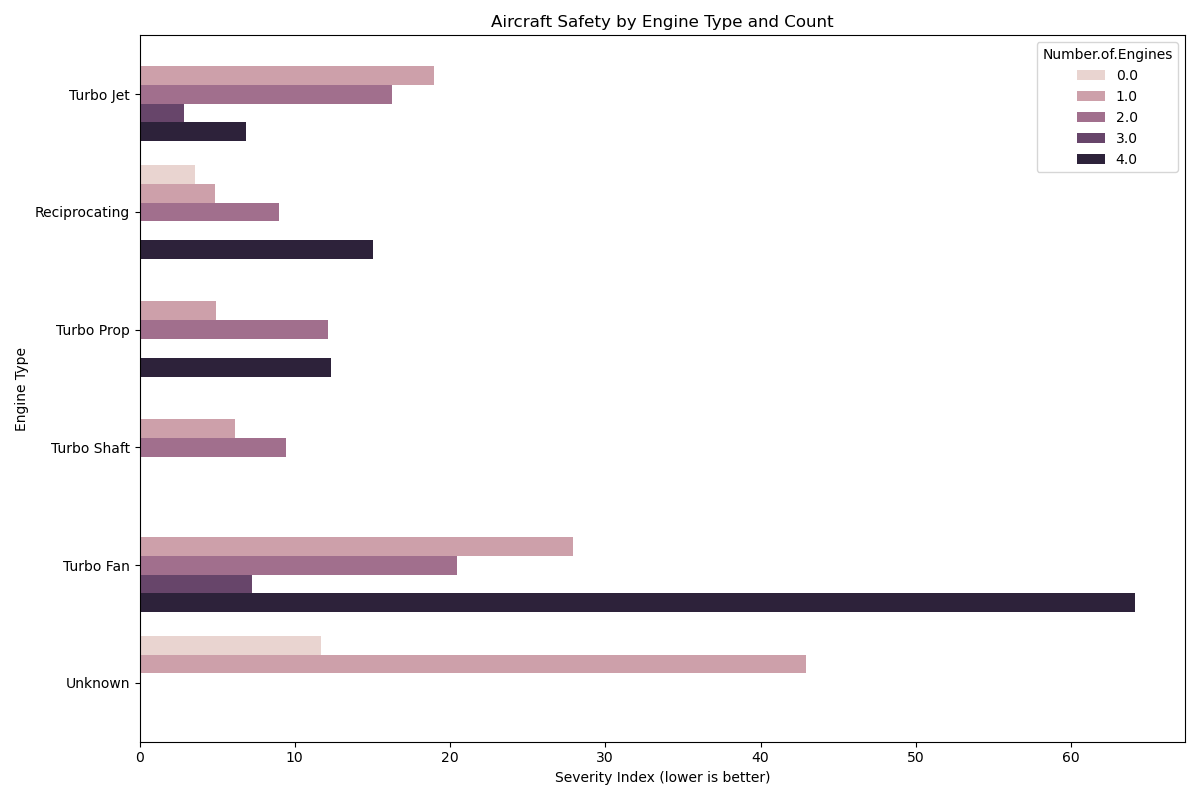 Aircraft Safety by Engine Type and Count
Number.of.Engines
0.0
1.0
2.0
3.0
4.0
Engine Type
Turbo Jet
Reciprocating
Turbo Prop
Turbo Shaft
Turbo Fan
Unknown
0 10 20 30 40 50 60
Severity Index (lower is better)